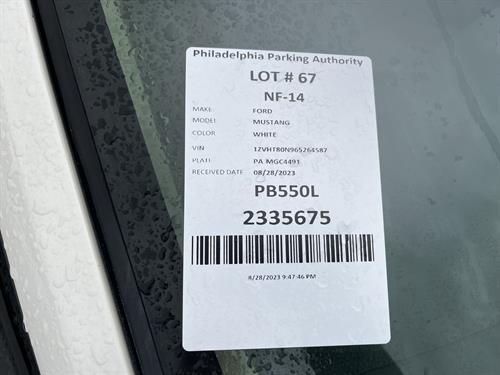 Philadelphia Parking Authority
LOT # 67
NF-14
MAKE FORD
MODEL MUSTANG
COLOR WHITE
VIN 1ZVHT80N965264587
PLATE PA MGC4491
RECEIVED DATE 08/28/2023
PB550L
2335675
8/28/2023 9:47:46 PM